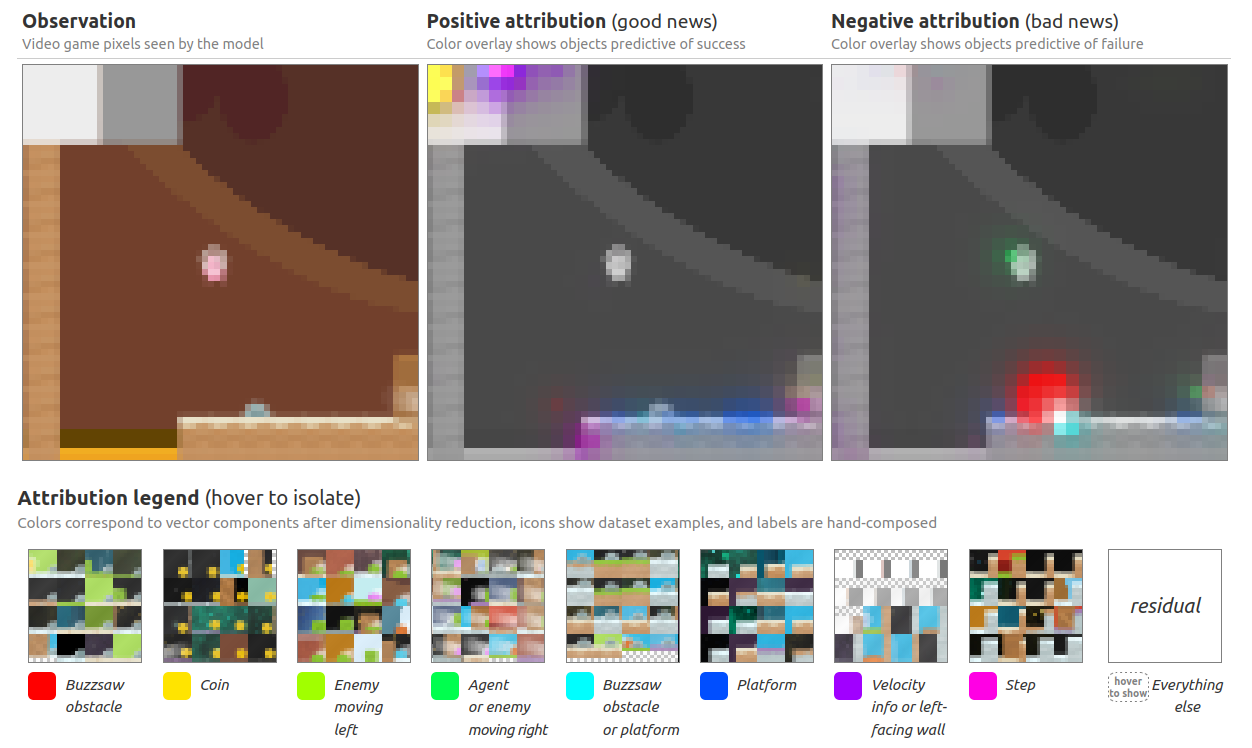 Observation
Video game pixels seen by the model
Positive attribution (good news)
Color overlay shows objects predictive of success
Negative attribution (bad news)
Color overlay shows objects predictive of failure
Attribution legend (hover to isolate)
Colors correspond to vector components after dimensionality reduction, icons show dataset examples, and labels are hand-composed
residual
Buzzsaw
obstacle
Coin
Enemy
moving
left
Agent
or enemy
moving right
Buzzsaw
obstacle
or platform
Platform
Velocity
info or left-
facing wall
Step
hover
to show
Everything
else